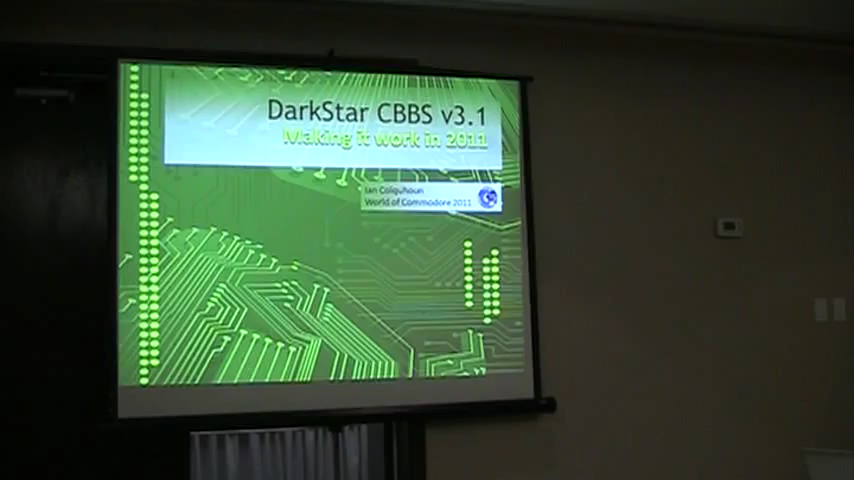 DarkStar CBBS v3.1
Making it work in 2011
Ian Colquhoun
World of Commodore 2011